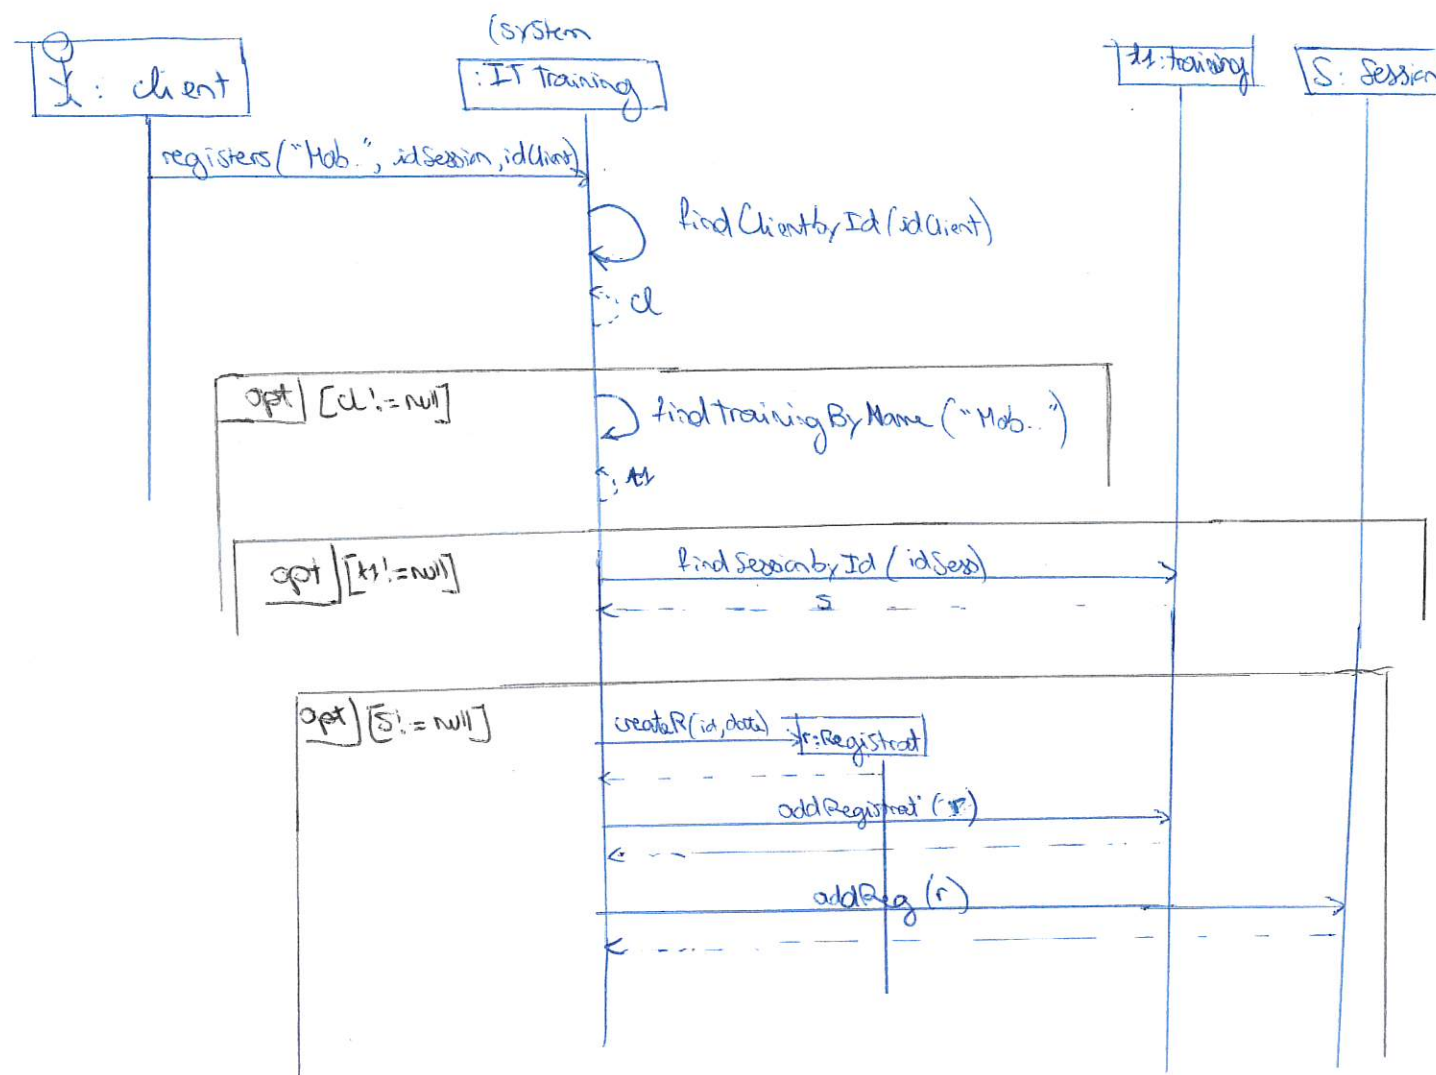 (system
: client
: IT Training
t1: training
S: Session
registers("Mob.", idSession, idClient)
findClientbyId(idClient)
cl
opt [cl != null]
findtrainingByName("Mob..")
t1
opt [t1 != null]
findSessionbyId(idSess)
s
opt [S != null]
createR(id, date)
r: Registrat
addRegistrat°(r)
addReg(r)